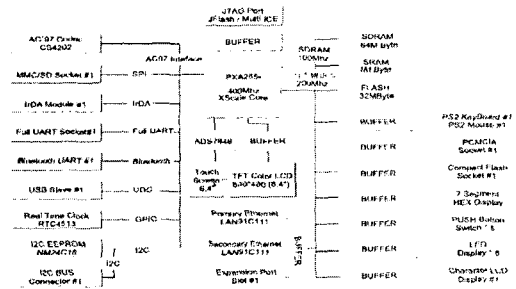 JTAG Port
JFlash / Multi ICE
BUFFER
AC'97 Codec
CS4202
AC97 Interface
MMC/SD Socket #1
SPI
PXA255
400Mhz
XScale Core
SDRAM
100Mhz
200Mhz
SDRAM
64M Byte
SRAM
FLASH
32MByte
IrDA Module #1
IrDA
Full UART Socket#1
Full UART
Bluetooth UART #1
Bluetooth
USB Slave #1
UDC
Real Time Clock
RTC4513
GPIO
I2C EEPROM
I2C
I2C BUS
Connector #1
I2C
ADS7846
BUFFER
Touch
Screen
6.4"
TFT Color LCD
640*480 (6.4")
Primary Ethernet
LAN91C111
Secondary Ethernet
LAN91C111
Expansion Port
Slot #1
BUFFER
BUFFER
PS2 KeyBoard #1
PS2 Mouse #1
BUFFER
PCMCIA
Socket #1
BUFFER
Compact Flash
Socket #1
BUFFER
7 Segment
HEX Display
BUFFER
PUSH Button
Switch * 8
BUFFER
LED
Display * 8
BUFFER
Character LCD
Display #1